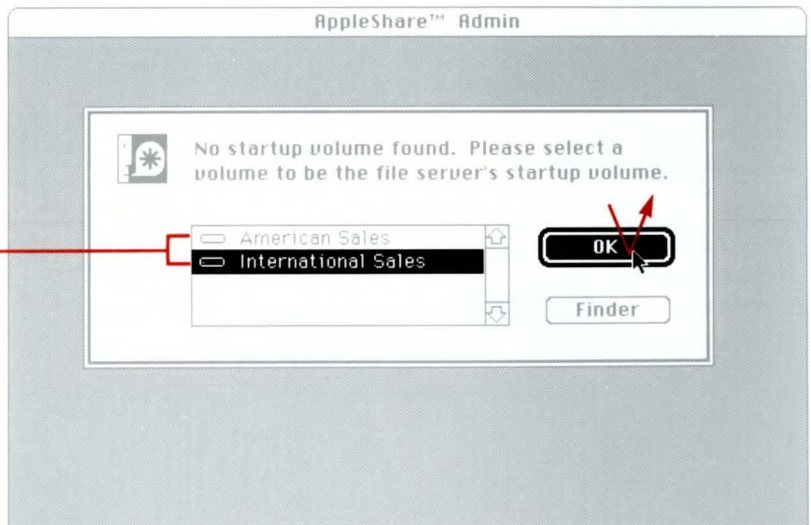 AppleShare™ Admin
No startup volume found. Please select a
volume to be the file server's startup volume.
American Sales
International Sales
OK
Finder